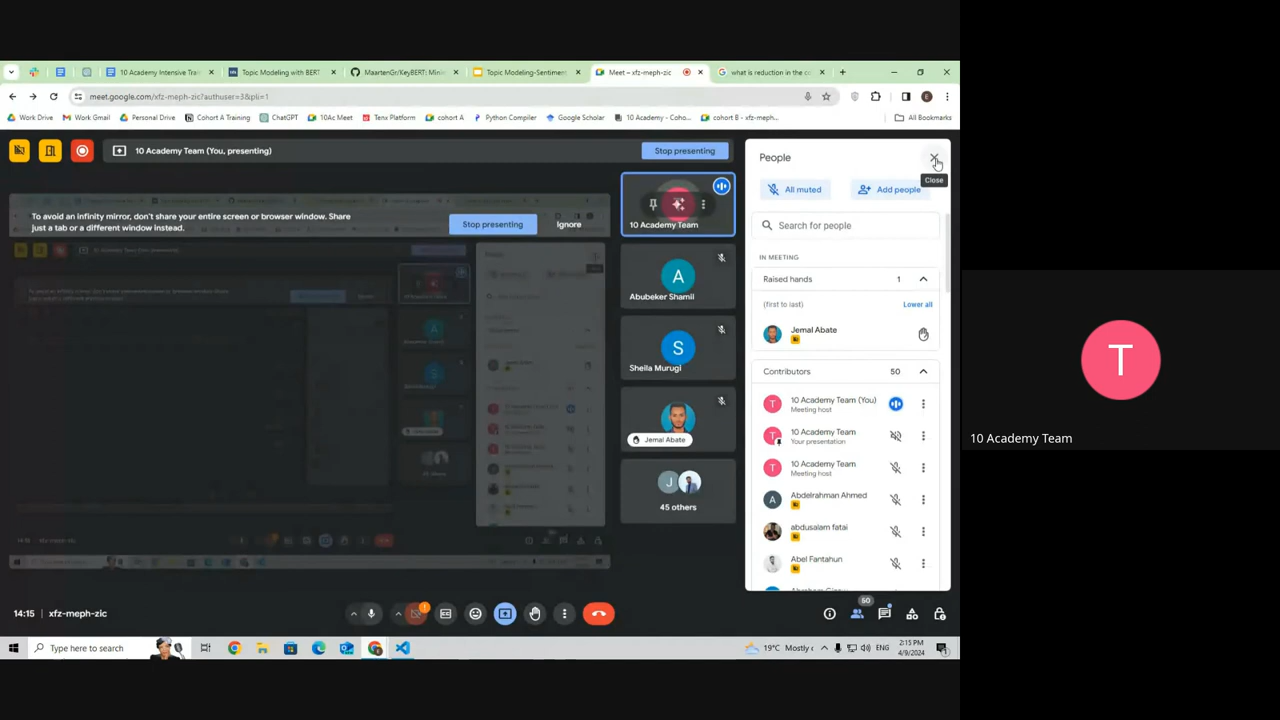 10 Academy Intensive Trai
Topic Modeling with BERT
MaartenGr/KeyBERT: Mini
Topic Modeling-Sentimen
Meet – xfz-meph-zic
what is reduction in the co
meet.google.com/xfz-meph-zic?authuser=3&pli=1
Work Drive
Work Gmail
Personal Drive
Cohort A Training
ChatGPT
10Ac Meet
Tenx Platform
cohort A
Python Compiler
Google Scholar
10 Academy - Coho...
cohort B - xfz-meph...
All Bookmarks
10 Academy Team (You, presenting)
Stop presenting
To avoid an infinity mirror, don't share your entire screen or browser window. Share
just a tab or a different window instead.
Stop presenting
Ignore
10 Academy Team
A
Abubeker Shamil
S
Sheila Murugi
Jemal Abate
J
45 others
People
Close
All muted
Add people
Search for people
IN MEETING
Raised hands 1
(first to last) Lower all
Jemal Abate
Contributors 50
T 10 Academy Team (You)
Meeting host
T 10 Academy Team
Your presentation
T 10 Academy Team
Meeting host
A Abdelrahman Ahmed
abdusalam fatai
Abel Fantahun
14:15 | xfz-meph-zic
50
Type here to search
19°C Mostly c
ENG
2:15 PM
4/9/2024
T
10 Academy Team